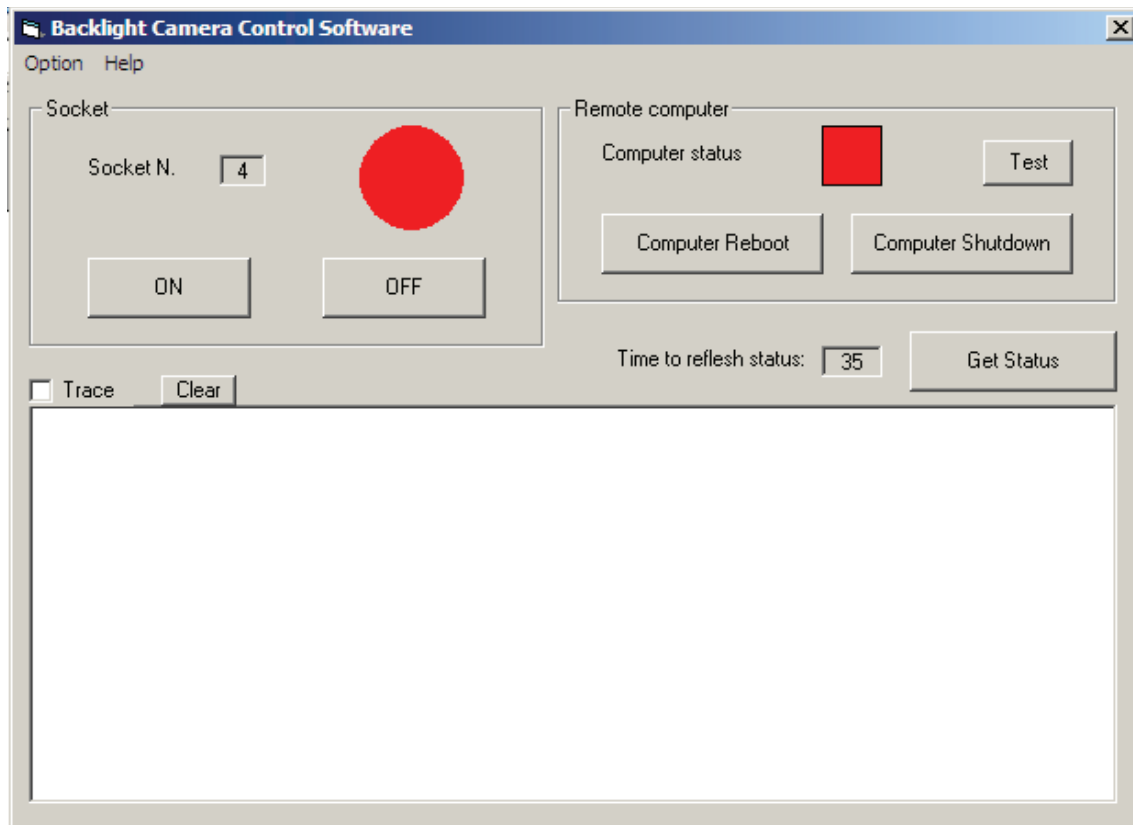 Backlight Camera Control Software
Option Help
Socket
Socket N. 4
ON OFF
Remote computer
Computer status Test
Computer Reboot Computer Shutdown
Time to reflesh status: 35 Get Status
Trace Clear